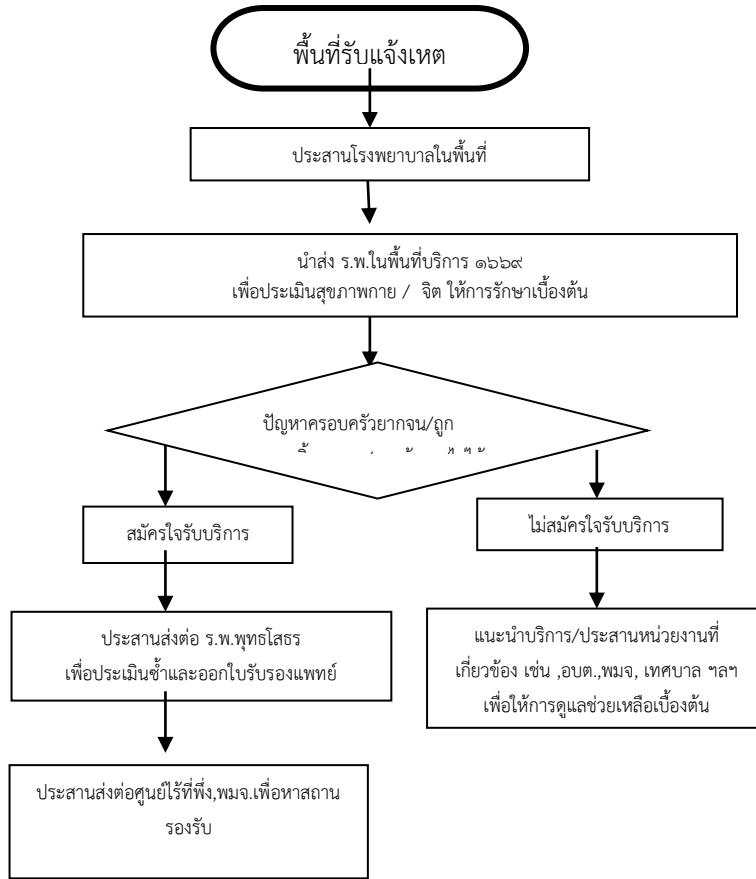 พื้นที่รับแจ้งเหต
ประสานโรงพยาบาลในพื้นที่
นำส่ง ร.พ.ในพื้นที่บริการ ๑๖๖๙
เพื่อประเมินสุขภาพกาย / จิต ให้การรักษาเบื้องต้น
ปัญหาครอบครัวยากจน/ถูก
สมัครใจรับบริการ
ไม่สมัครใจรับบริการ
ประสานส่งต่อ ร.พ.พุทธโสธร
เพื่อประเมินซ้ำและออกใบรับรองแพทย์
แนะนำบริการ/ประสานหน่วยงานที่
เกี่ยวข้อง เช่น ,อบต.,พมจ, เทศบาล ฯลฯ
เพื่อให้การดูแลช่วยเหลือเบื้องต้น
ประสานส่งต่อศูนย์ไร้ที่พึ่ง,พมจ.เพื่อหาสถาน
รองรับ